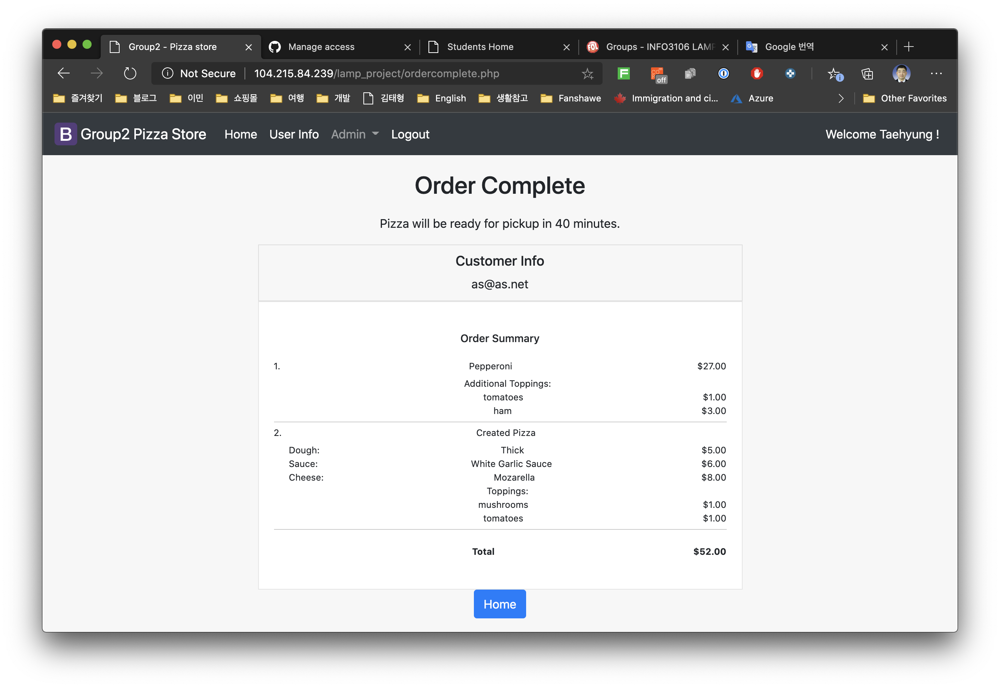 Group2 - Pizza store
Manage access
Students Home
Groups - INFO3106 LAMP
Google 번역
Not Secure 104.215.84.239/lamp_project/ordercomplete.php
off
즐겨찾기 블로그 이민 쇼핑몰 여행 개발 김태형 English 생활참고 Fanshawe Immigration and ci... Azure Other Favorites
B Group2 Pizza Store Home User Info Admin Logout Welcome Taehyung !
Order Complete
Pizza will be ready for pickup in 40 minutes.
Customer Info
as@as.net
Order Summary
1. Pepperoni $27.00
Additional Toppings:
tomatoes $1.00
ham $3.00
2. Created Pizza
Dough: Thick $5.00
Sauce: White Garlic Sauce $6.00
Cheese: Mozarella $8.00
Toppings:
mushrooms $1.00
tomatoes $1.00
Total $52.00
Home